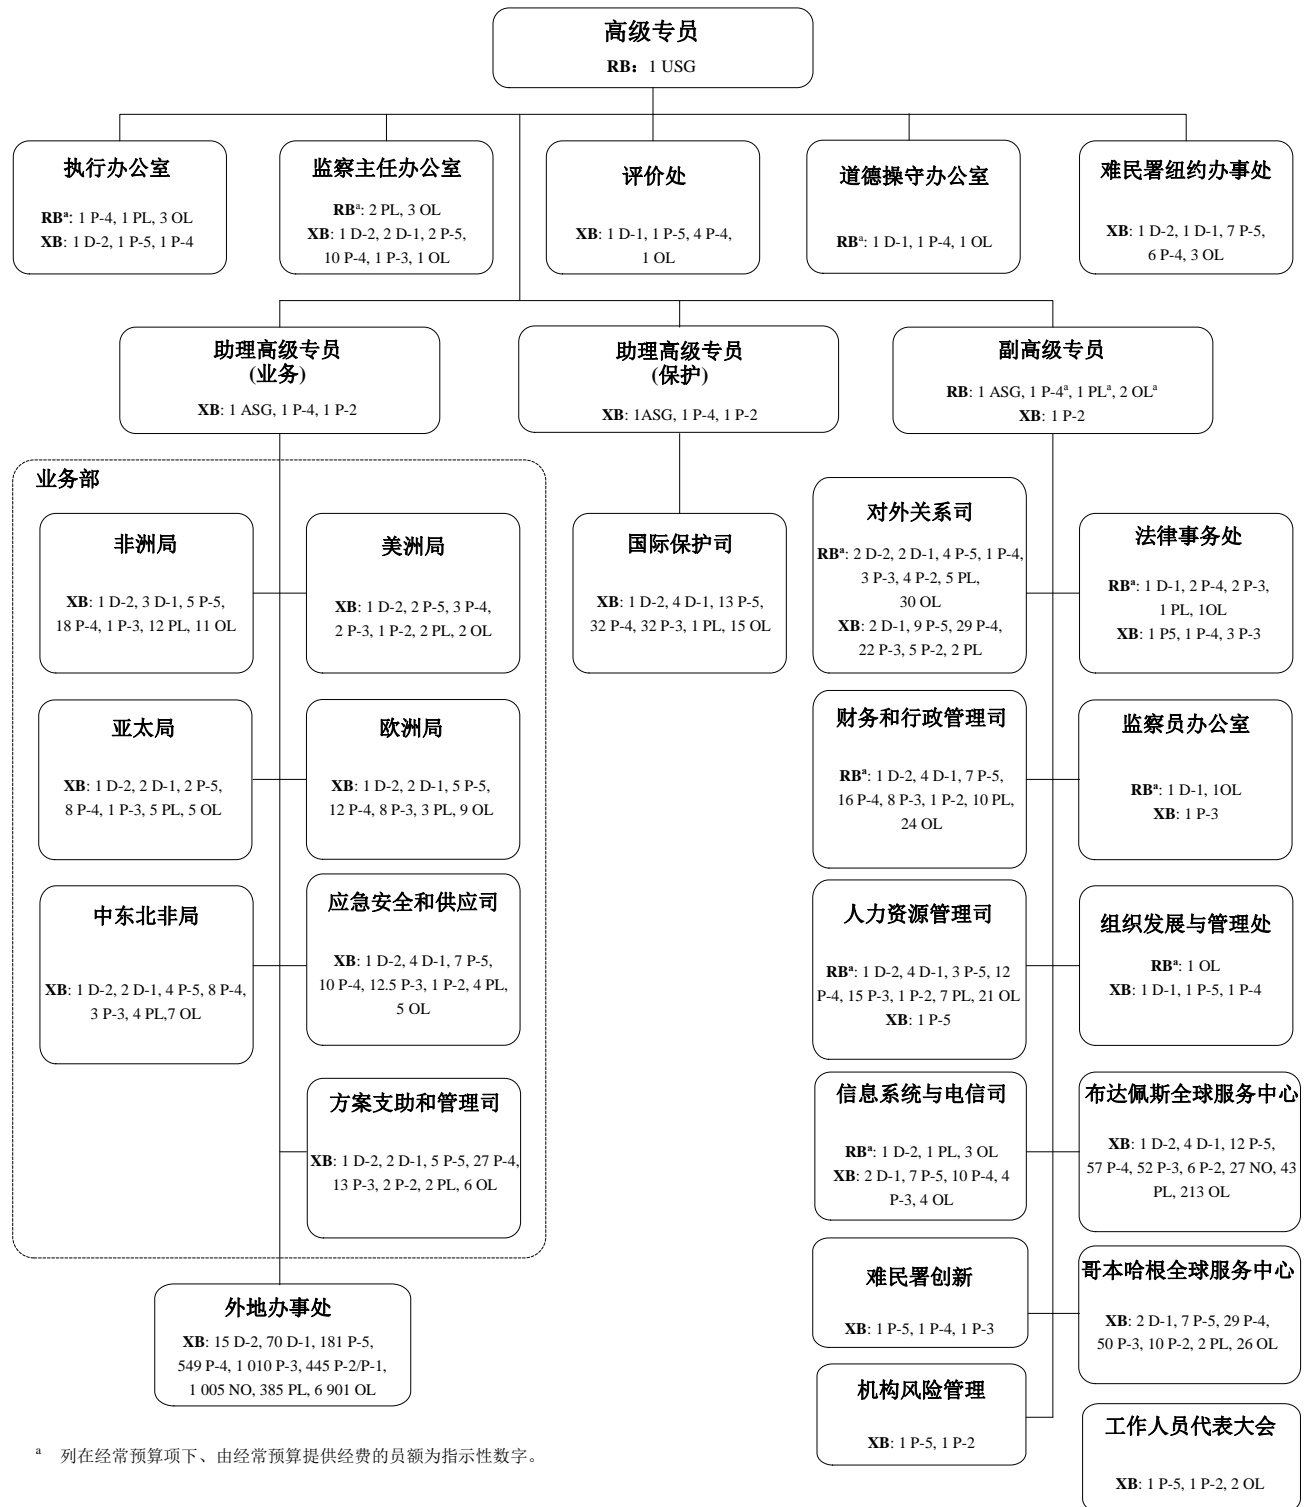 高级专员
RB：1 USG
执行办公室
RBᵃ: 1 P-4, 1 PL, 3 OL
XB: 1 D-2, 1 P-5, 1 P-4
监察主任办公室
RBᵃ: 2 PL, 3 OL
XB: 1 D-2, 2 D-1, 2 P-5,
10 P-4, 1 P-3, 1 OL
评价处
XB: 1 D-1, 1 P-5, 4 P-4,
1 OL
道德操守办公室
RBᵃ: 1 D-1, 1 P-4, 1 OL
难民署纽约办事处
XB: 1 D-2, 1 D-1, 7 P-5,
6 P-4, 3 OL
助理高级专员
(业务)
XB: 1 ASG, 1 P-4, 1 P-2
助理高级专员
(保护)
XB: 1ASG, 1 P-4, 1 P-2
副高级专员
RB: 1 ASG, 1 P-4ᵃ, 1 PLᵃ, 2 OLᵃ
XB: 1 P-2
业务部
非洲局
XB: 1 D-2, 3 D-1, 5 P-5,
18 P-4, 1 P-3, 12 PL, 11 OL
美洲局
XB: 1 D-2, 2 P-5, 3 P-4,
2 P-3, 1 P-2, 2 PL, 2 OL
亚太局
XB: 1 D-2, 2 D-1, 2 P-5,
8 P-4, 1 P-3, 5 PL, 5 OL
欧洲局
XB: 1 D-2, 2 D-1, 5 P-5,
12 P-4, 8 P-3, 3 PL, 9 OL
中东北非局
XB: 1 D-2, 2 D-1, 4 P-5, 8 P-4,
3 P-3, 4 PL,7 OL
应急安全和供应司
XB: 1 D-2, 4 D-1, 7 P-5,
10 P-4, 12.5 P-3, 1 P-2, 4 PL,
5 OL
方案支助和管理司
XB: 1 D-2, 2 D-1, 5 P-5, 27 P-4,
13 P-3, 2 P-2, 2 PL, 6 OL
外地办事处
XB: 15 D-2, 70 D-1, 181 P-5,
549 P-4, 1 010 P-3, 445 P-2/P-1,
1 005 NO, 385 PL, 6 901 OL
国际保护司
XB: 1 D-2, 4 D-1, 13 P-5,
32 P-4, 32 P-3, 1 PL, 15 OL
对外关系司
RBᵃ: 2 D-2, 2 D-1, 4 P-5, 1 P-4,
3 P-3, 4 P-2, 5 PL,
30 OL
XB: 2 D-1, 9 P-5, 29 P-4,
22 P-3, 5 P-2, 2 PL
法律事务处
RBᵃ: 1 D-1, 2 P-4, 2 P-3,
1 PL, 1OL
XB: 1 P5, 1 P-4, 3 P-3
财务和行政管理司
RBᵃ: 1 D-2, 4 D-1, 7 P-5,
16 P-4, 8 P-3, 1 P-2, 10 PL,
24 OL
监察员办公室
RBᵃ: 1 D-1, 1OL
XB: 1 P-3
人力资源管理司
RBᵃ: 1 D-2, 4 D-1, 3 P-5, 12
P-4, 15 P-3, 1 P-2, 7 PL, 21 OL
XB: 1 P-5
组织发展与管理处
RBᵃ: 1 OL
XB: 1 D-1, 1 P-5, 1 P-4
信息系统与电信司
RBᵃ: 1 D-2, 1 PL, 3 OL
XB: 2 D-1, 7 P-5, 10 P-4, 4
P-3, 4 OL
布达佩斯全球服务中心
XB: 1 D-2, 4 D-1, 12 P-5,
57 P-4, 52 P-3, 6 P-2, 27 NO, 43
PL, 213 OL
难民署创新
XB: 1 P-5, 1 P-4, 1 P-3
哥本哈根全球服务中心
XB: 2 D-1, 7 P-5, 29 P-4,
50 P-3, 10 P-2, 2 PL, 26 OL
机构风险管理
XB: 1 P-5, 1 P-2
工作人员代表大会
XB: 1 P-5, 1 P-2, 2 OL
ᵃ 列在经常预算项下、由经常预算提供经费的员额为指示性数字。